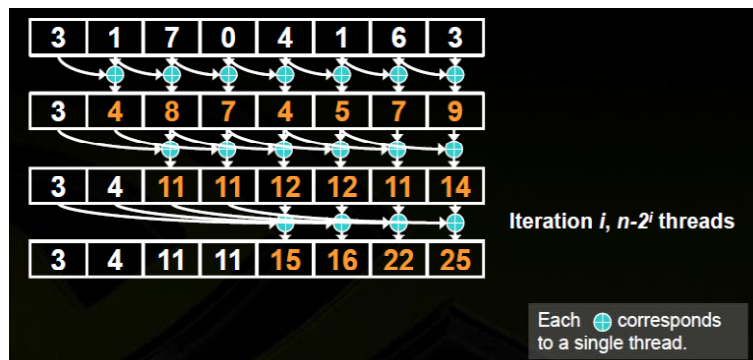 3 1 7 0 4 1 6 3
3 4 8 7 4 5 7 9
3 4 11 11 12 12 11 14
Iteration i, n-2^i threads
3 4 11 11 15 16 22 25
Each ⊕ corresponds
to a single thread.